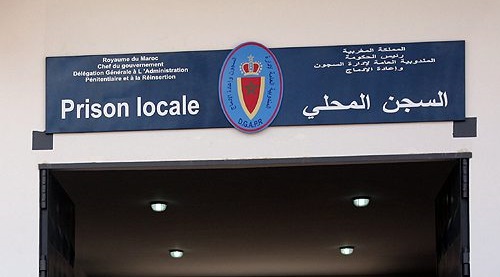 Royaume du Maroc
Chef du gouvernement
Délégation Générale à L'Administration
Pénitentiaire et à la Réinsertion
Prison locale
D.G.A.P.R
المملكة المغربية
رئيس الحكومة
المندوبية العامة لإدارة السجون
وإعادة الإدماج
السجن المحلي